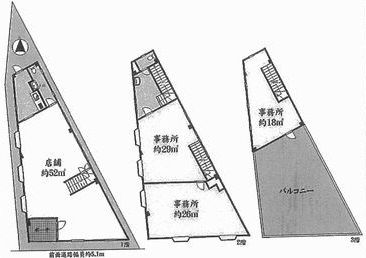 店舗
約52㎡
1階
前面道路幅員約5.1m
事務所
約29㎡
事務所
約26㎡
2階
事務所
約18㎡
バルコニー
3階